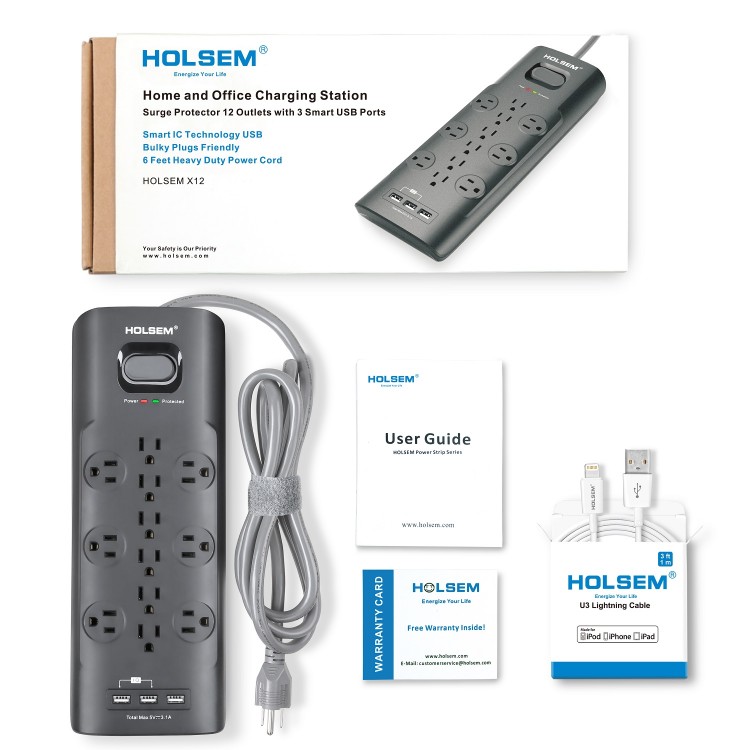 HOLSEM®
Energize Your Life
Home and Office Charging Station
Surge Protector 12 Outlets with 3 Smart USB Ports
Smart IC Technology USB
Bulky Plugs Friendly
6 Feet Heavy Duty Power Cord
HOLSEM X12
Your Safety is Our Priority
www.holsem.com
HOLSEM
HOLSEM®
Power Protected
Total Max.5V⎓3.1A
HOLSEM®
User Guide
HOLSEM Power Strip Series
www.holsem.com
WARRANTY CARD
HOLSEM
Energize Your Life
Free Warranty Inside!
www.holsem.com
E-Mail: customerservice@holsem.com
HOLSEM
3 ft
1 m
HOLSEM®
Energize Your Life
U3 Lightning Cable
Made for
iPod iPhone iPad